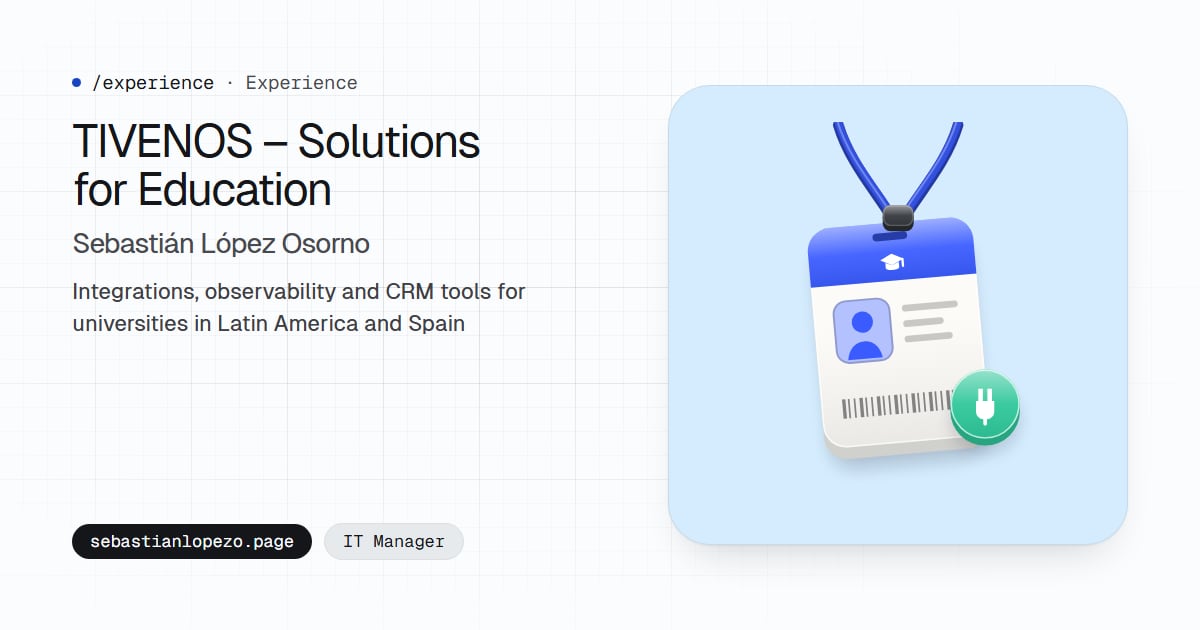 /experience · Experience
TIVENOS – Solutions
for Education
Sebastián López Osorno
Integrations, observability and CRM tools for
universities in Latin America and Spain
sebastianlopezo.page
IT Manager